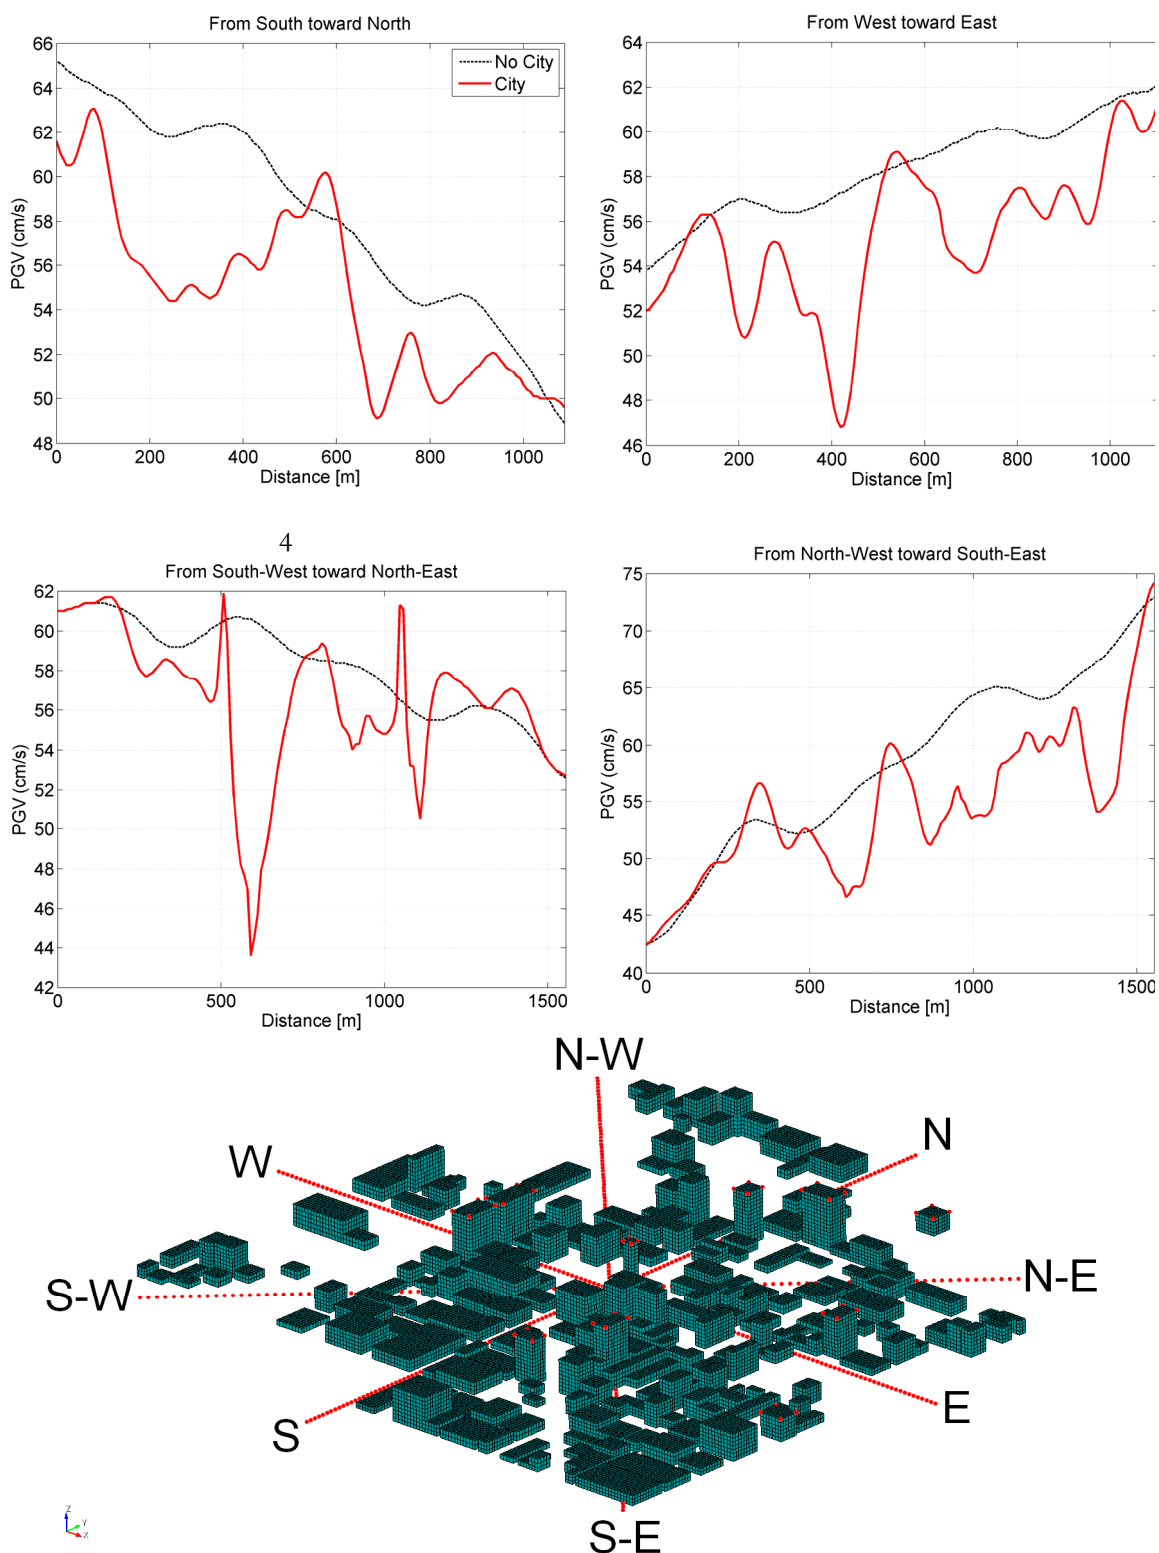 From South toward North
66
64
62
60
58
56
54
52
50
48
PGV (cm/s)
No City
City
0 200 400 600 800 1000
Distance [m]
From West toward East
64
62
60
58
56
54
52
50
48
46
PGV (cm/s)
0 200 400 600 800 1000
Distance [m]
4
From South-West toward North-East
62
60
58
56
54
52
50
48
46
44
42
PGV (cm/s)
0 500 1000 1500
Distance [m]
From North-West toward South-East
75
70
65
60
55
50
45
40
PGV (cm/s)
0 500 1000 1500
Distance [m]
N-W
N
W
N-E
S-W
E
S
S-E
Z
Y
X